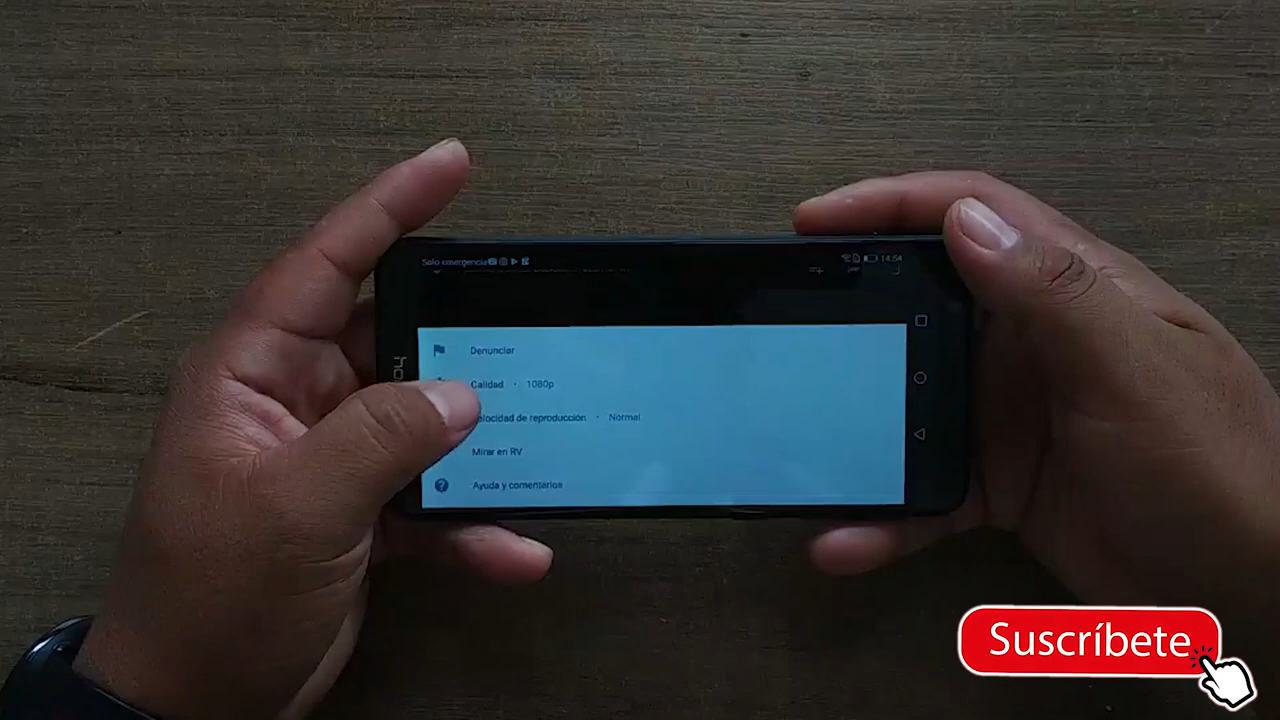 Solo emergencia 14:54
Denunciar
Calidad · 1080p
elocidad de reproducción · Normal
Mirar en RV
Ayuda y comentarios
Suscríbete